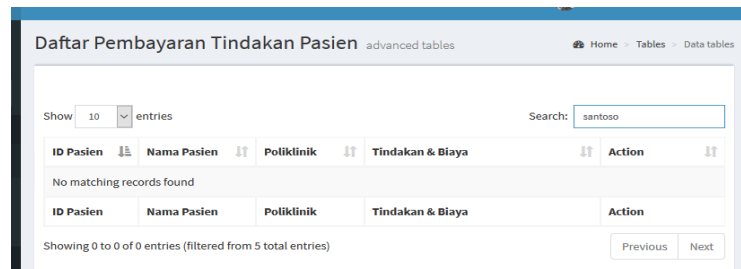 Daftar Pembayaran Tindakan Pasien advanced tables Home > Tables > Data tables
Show 10 entries Search: santoso
ID Pasien Nama Pasien Poliklinik Tindakan & Biaya Action
No matching records found
ID Pasien Nama Pasien Poliklinik Tindakan & Biaya Action
Showing 0 to 0 of 0 entries (filtered from 5 total entries) Previous Next